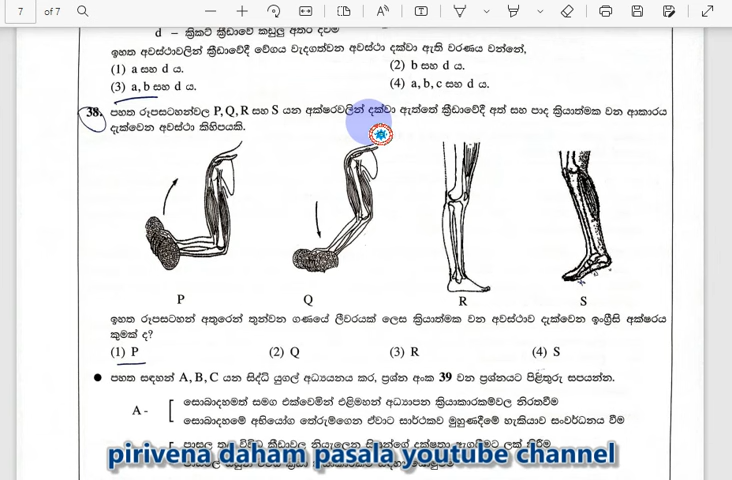 7 of 7
d - ක්‍රිකට් ක්‍රීඩාවේ කඩුලු අතර දිවීම
ඉහත අවස්ථාවලින් ක්‍රීඩාවේදී වේගය වැදගත්වන අවස්ථා දක්වා ඇති වරණය වන්නේ,
(1) a සහ d ය.
(2) b සහ d ය.
(3) a, b සහ d ය.
(4) a, b, c සහ d ය.
38. පහත රූපසටහන්වල P, Q, R සහ S යන අක්ෂරවලින් දක්වා ඇත්තේ ක්‍රීඩාවේදී අත් සහ පාද ක්‍රියාත්මක වන ආකාරය
දැක්වෙන අවස්ථා කිහිපයකි.
P
Q
R
S
ඉහත රූපසටහන් අතුරෙන් තුන්වන ගණයේ ලීවරයක් ලෙස ක්‍රියාත්මක වන අවස්ථාව දැක්වෙන ඉංග්‍රීසි අක්ෂරය
කුමක් ද?
(1) P
(2) Q
(3) R
(4) S
● පහත සඳහන් A, B, C යන සිද්ධි යුගල අධ්‍යයනය කර, ප්‍රශ්න අංක 39 වන ප්‍රශ්නයට පිළිතුරු සපයන්න.
සොබාදහමත් සමග එක්වෙමින් එළිමහන් අධ්‍යාපන ක්‍රියාකාරකම්වල නිරතවීම
A -
සොබාදහමේ අභියෝග තේරුම්ගෙන ඒවාට සාර්ථකව මුහුණදීමේ හැකියාව සංවර්ධනය වීම
pirivena daham pasala youtube channel